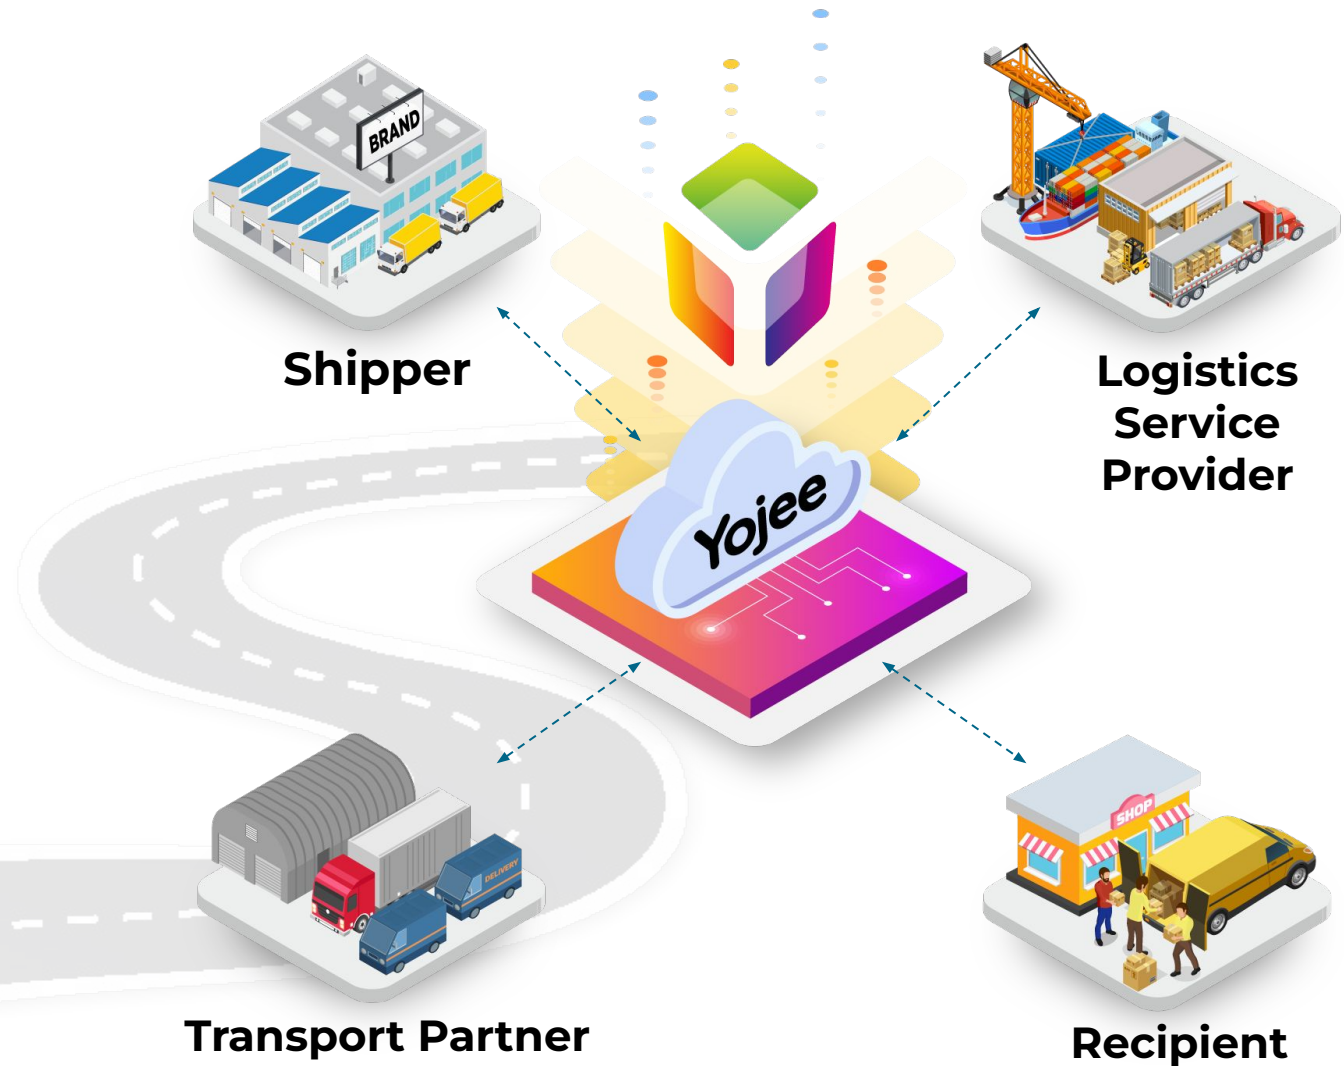 BRAND
Shipper
Logistics
Service
Provider
Yojee
SHOP
DELIVERY
Transport Partner
Recipient